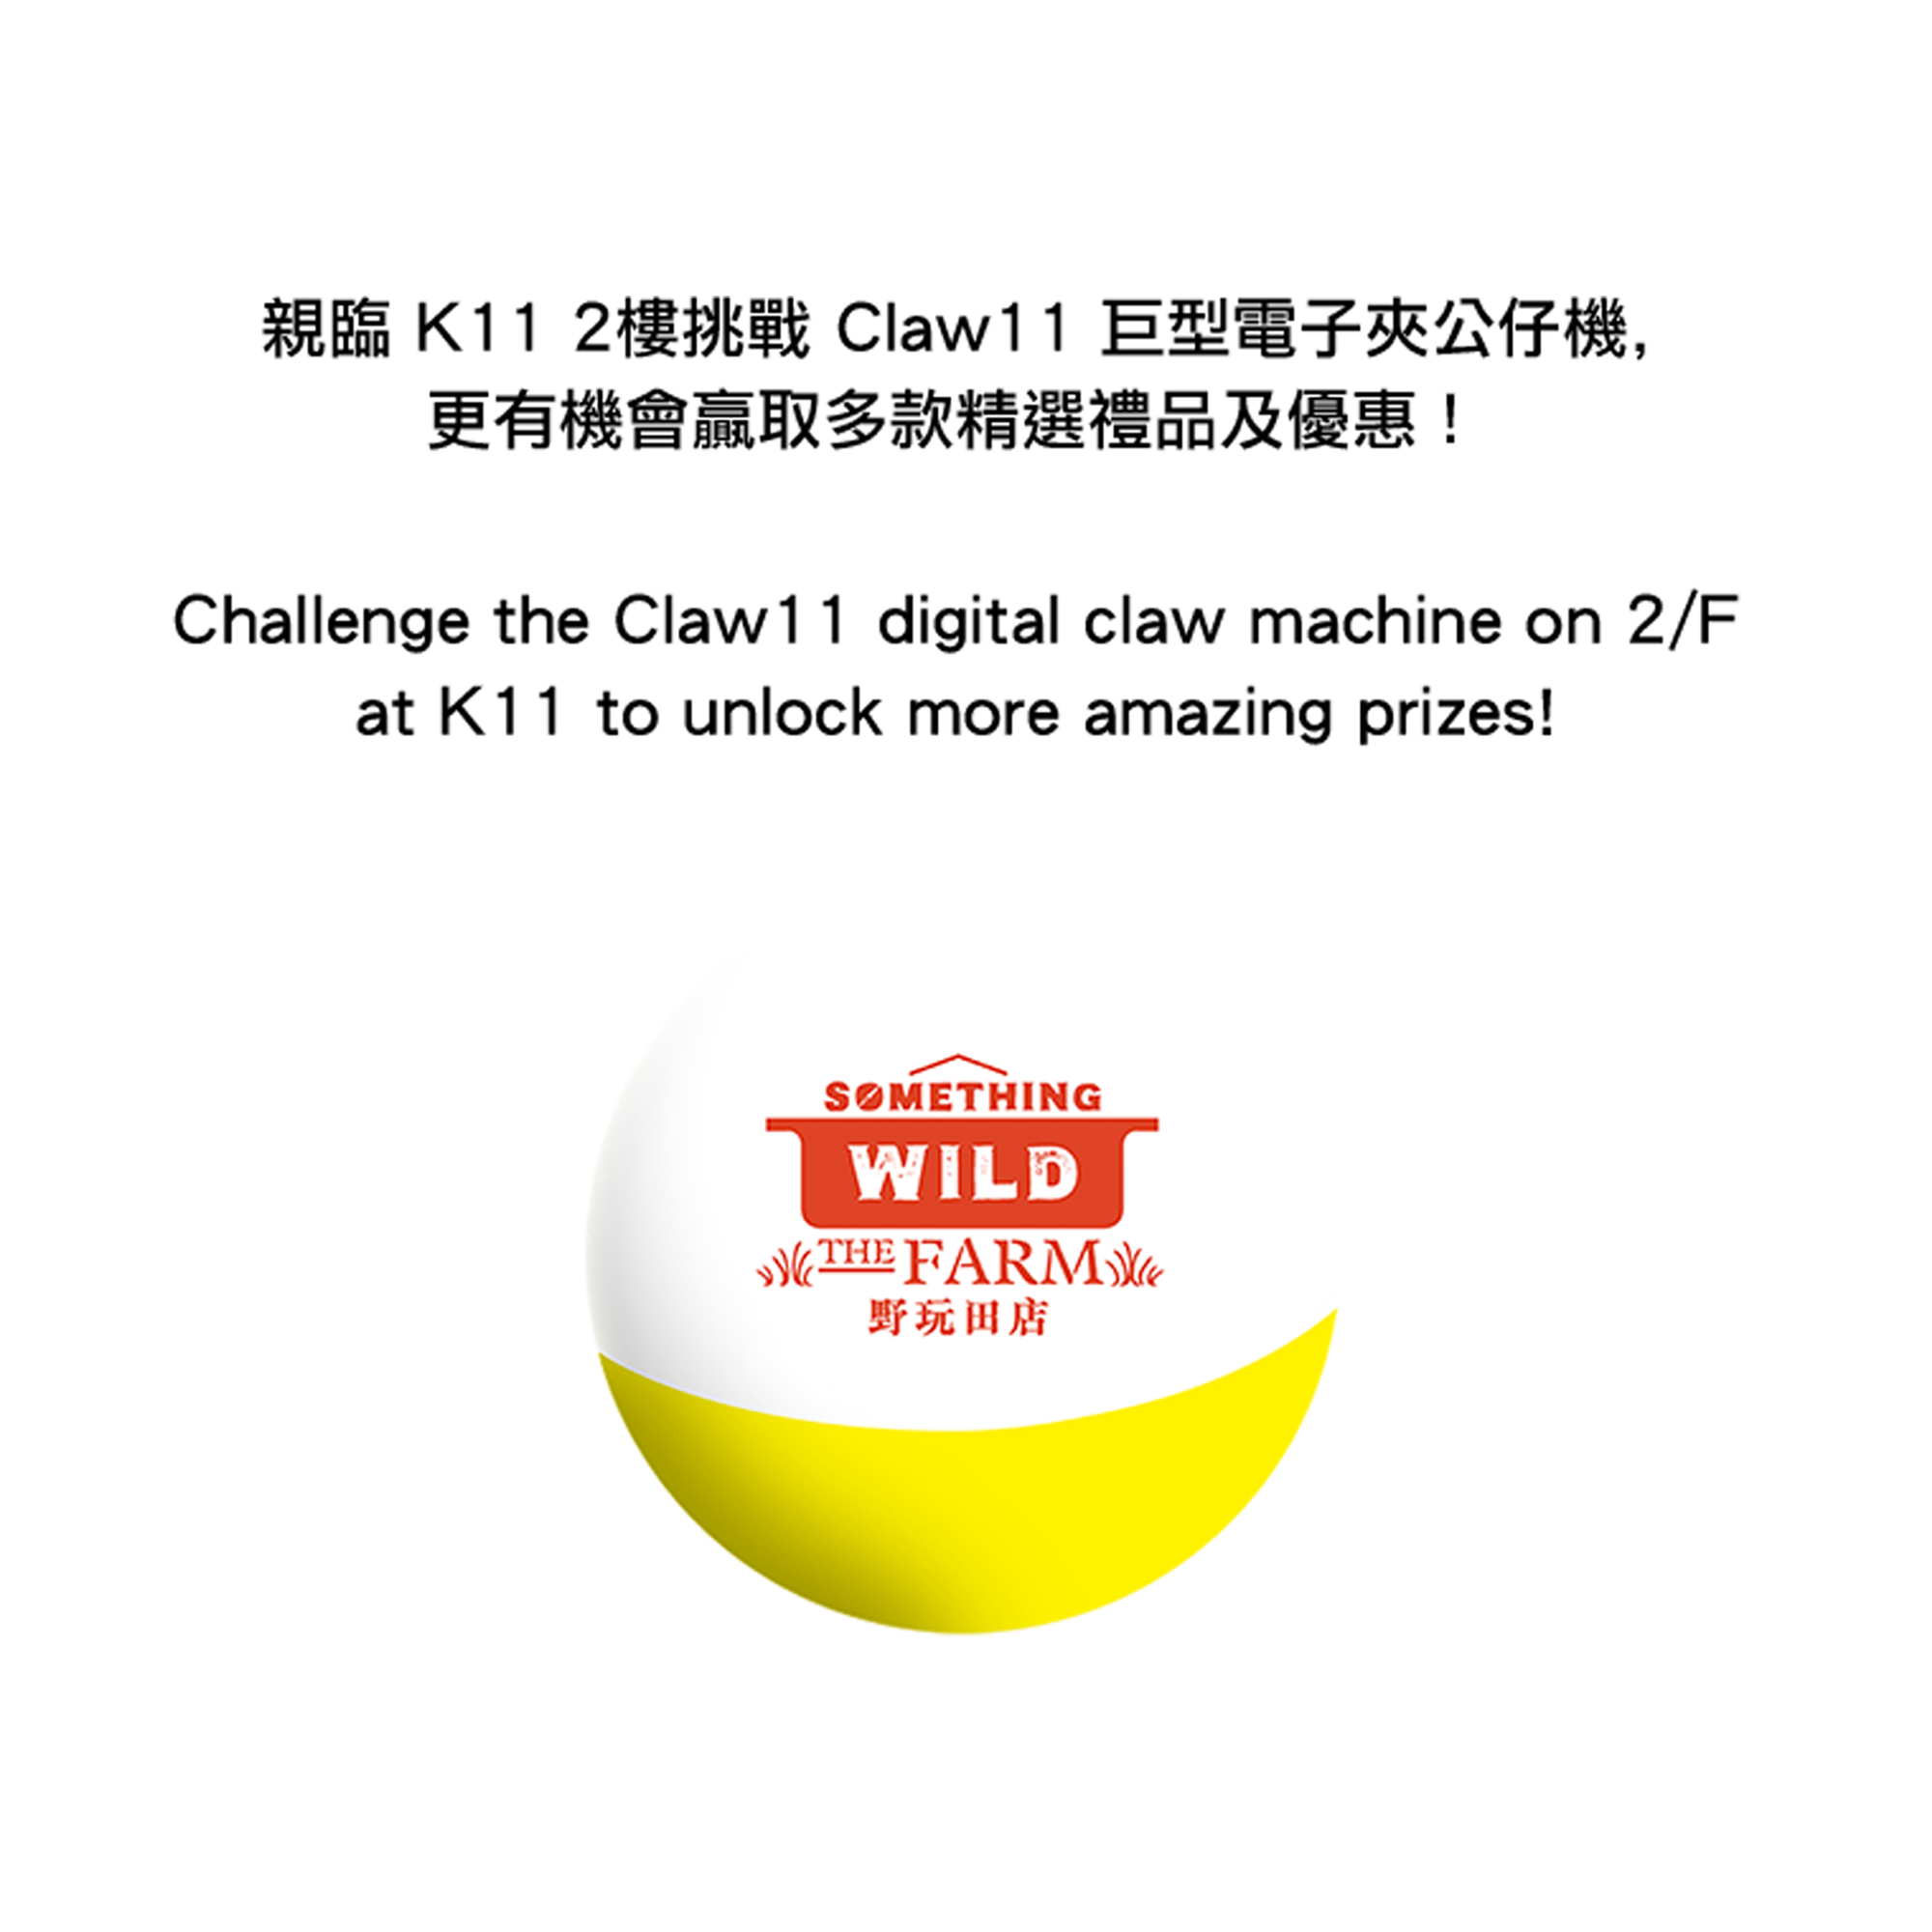 親臨 K11 2樓挑戰 Claw11 巨型電子夾公仔機,
更有機會贏取多款精選禮品及優惠！
Challenge the Claw11 digital claw machine on 2/F
at K11 to unlock more amazing prizes!
SOMETHING
WILD
THE FARM
野玩田店